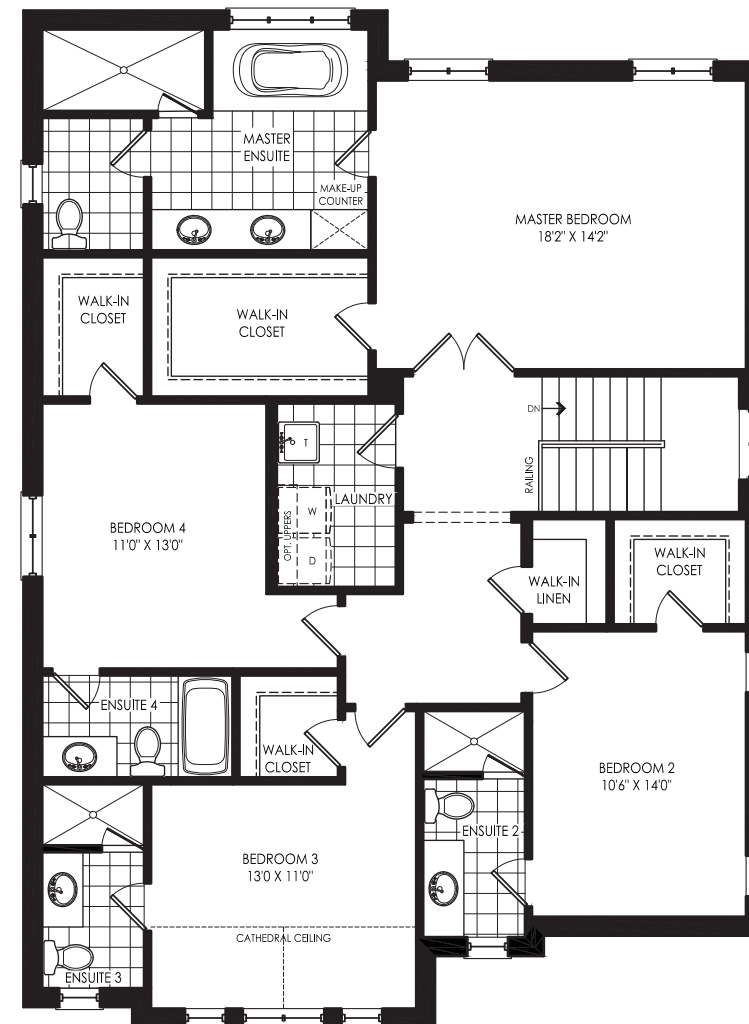 MASTER
ENSUITE
MAKE-UP
COUNTER
MASTER BEDROOM
18'2" X 14'2"
WALK-IN
CLOSET
WALK-IN
CLOSET
DN
RAILING
T
LAUNDRY
W
OPT. UPPERS
D
BEDROOM 4
11'0" X 13'0"
WALK-IN
LINEN
WALK-IN
CLOSET
ENSUITE 4
WALK-IN
CLOSET
BEDROOM 2
10'6" X 14'0"
ENSUITE 2
BEDROOM 3
13'0 X 11'0"
CATHEDRAL CEILING
ENSUITE 3